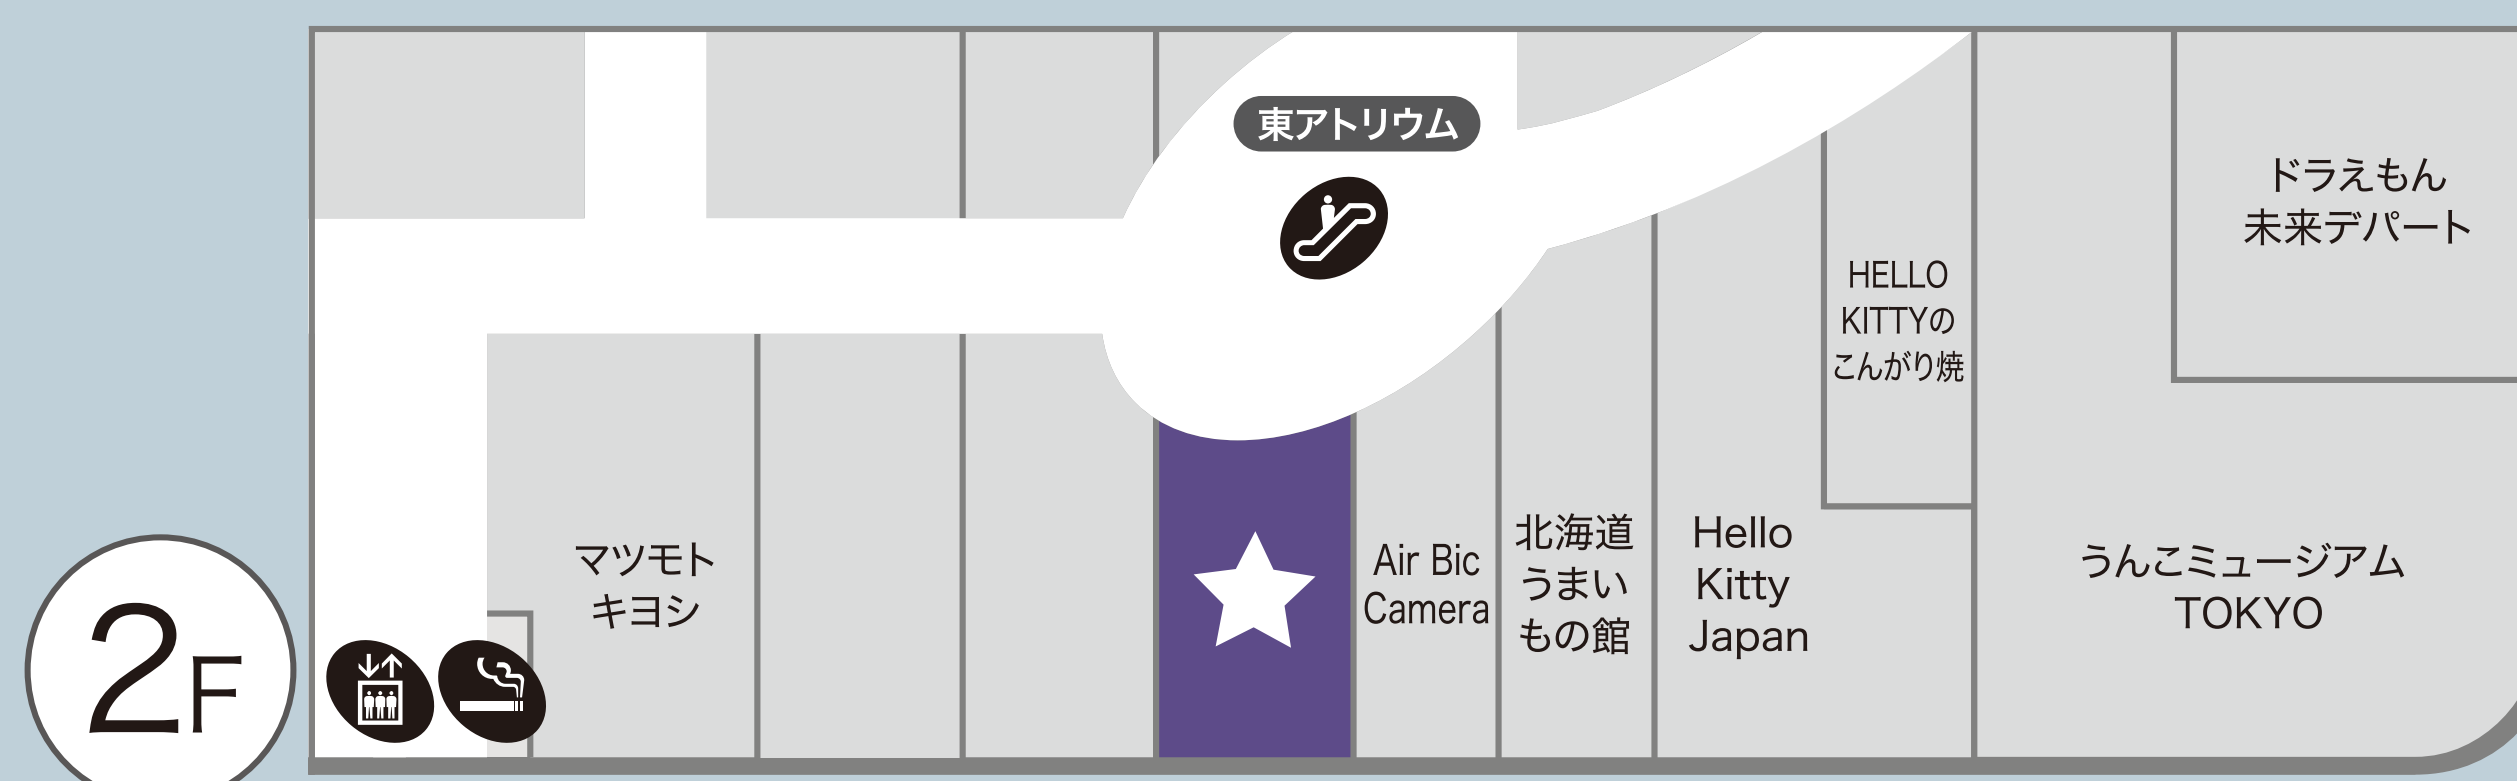 東アトリウム
ドラえもん
未来デパート
HELLO
KITTYの
こんがり焼
マツモト
キヨシ
Air Bic
Camera
北海道
うまい
もの館
Hello
Kitty
Japan
うんこミュージアム
TOKYO
2F